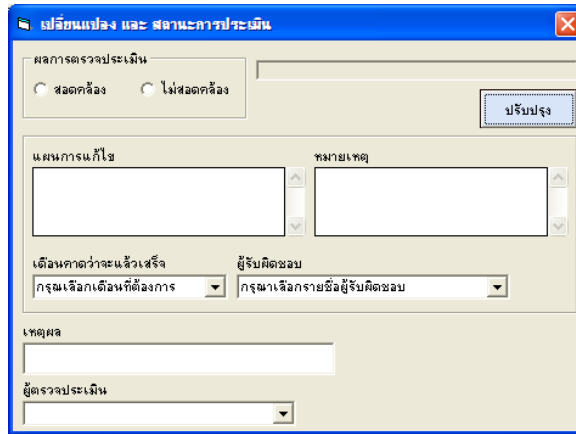 เปลี่ยนแปลง และ สถานะการประเมิน
ผลการตรวจประเมิน
สอดคล้อง ไม่สอดคล้อง
ปรับปรุง
แผนการแก้ไข หมายเหตุ
เดือนคาดว่าจะแล้วเสร็จ ผู้รับผิดชอบ
กรุณเลือกเดือนที่ต้องการ กรุณาเลือกรายชื่อผู้รับผิดชอบ
เหตุผล
ผู้ตรวจประเมิน